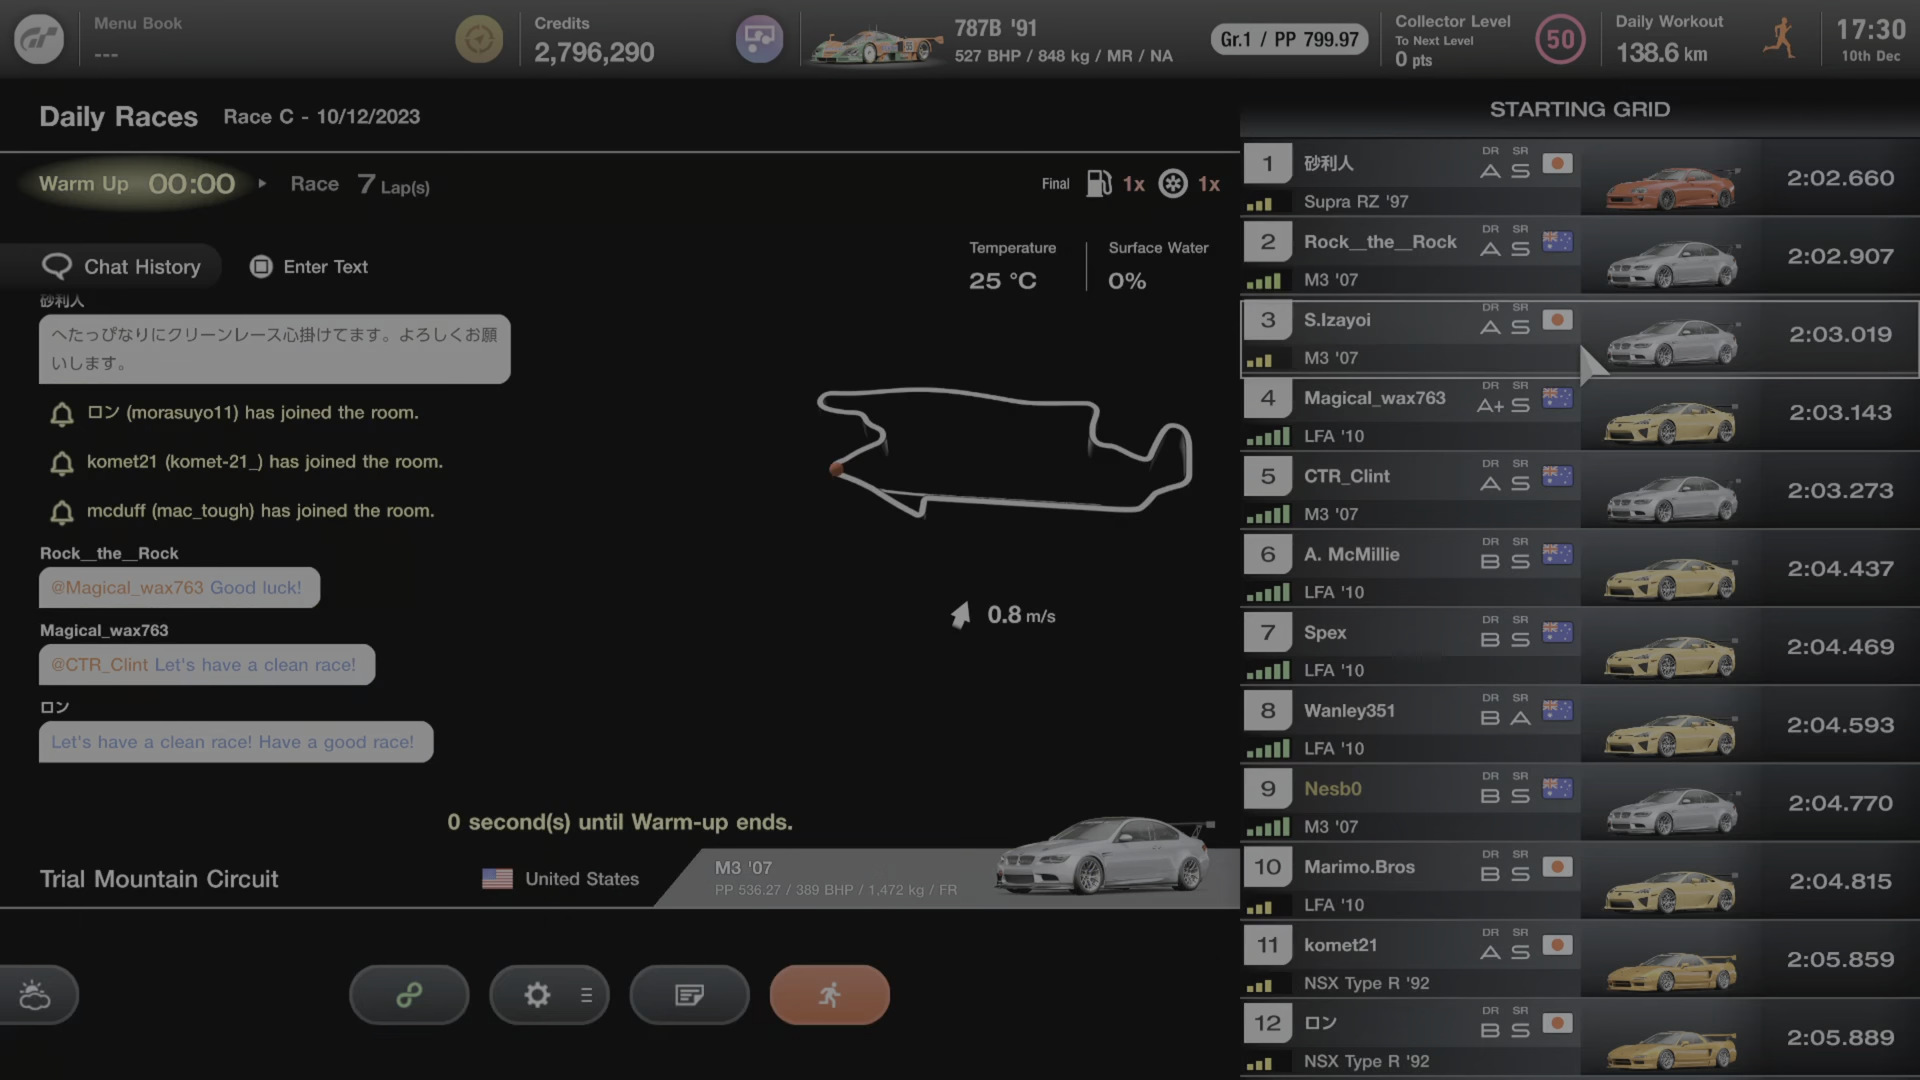 Menu Book
---
Credits
2,796,290
787B '91
527 BHP / 848 kg / MR / NA
Gr.1 / PP 799.97
Collector Level
To Next Level
0 pts
50
Daily Workout
138.6 km
17:30
10th Dec
Daily Races
Race C - 10/12/2023
Warm Up 00:00
Race 7 Lap(s)
Final 1x 1x
Temperature
25 °C
Surface Water
0%
Chat History
Enter Text
砂利人
へたっぴなりにクリーンレース心掛けてます。よろしくお願
いします。
ロン (morasuyo11) has joined the room.
komet21 (komet-21_) has joined the room.
mcduff (mac_tough) has joined the room.
Rock__the__Rock
@Magical_wax763 Good luck!
Magical_wax763
@CTR_Clint Let's have a clean race!
ロン
Let's have a clean race! Have a good race!
0.8 m/s
0 second(s) until Warm-up ends.
Trial Mountain Circuit
United States
M3 '07
PP 536.27 / 389 BHP / 1,472 kg / FR
STARTING GRID
1 砂利人 DR A SR S 2:02.660
Supra RZ '97
2 Rock__the__Rock DR A SR S 2:02.907
M3 '07
3 S.Izayoi DR A SR S 2:03.019
M3 '07
4 Magical_wax763 DR A+ SR S 2:03.143
LFA '10
5 CTR_Clint DR A SR S 2:03.273
M3 '07
6 A. McMillie DR B SR S 2:04.437
LFA '10
7 Spex DR B SR S 2:04.469
LFA '10
8 Wanley351 DR B SR A 2:04.593
LFA '10
9 Nesb0 DR B SR S 2:04.770
M3 '07
10 Marimo.Bros DR B SR S 2:04.815
LFA '10
11 komet21 DR A SR S 2:05.859
NSX Type R '92
12 ロン DR B SR S 2:05.889
NSX Type R '92